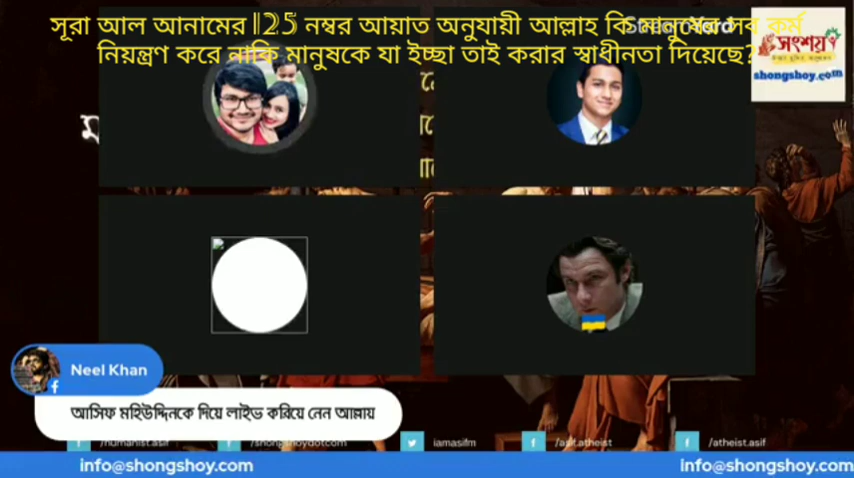 সূরা আল আনামের 125 নম্বর আয়াত অনুযায়ী আল্লাহ কি মানুষের সব কর্ম
নিয়ন্ত্রণ করে নাকি মানুষকে যা ইচ্ছা তাই করার স্বাধীনতা দিয়েছে?
StreamYard
সংশয়
shongshoy.com
Neel Khan
আসিফ মহিউদ্দিনকে দিয়ে লাইভ করিয়ে নেন আল্লায়
/humanist.asif
/shongshoydotcom
iamasifm
/asif.atheist
/atheist.asif
info@shongshoy.com
info@shongshoy.com